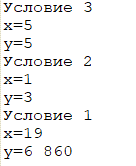 Условие 3
x=5
y=5
Условие 2
x=1
y=3
Условие 1
x=19
y=6 860